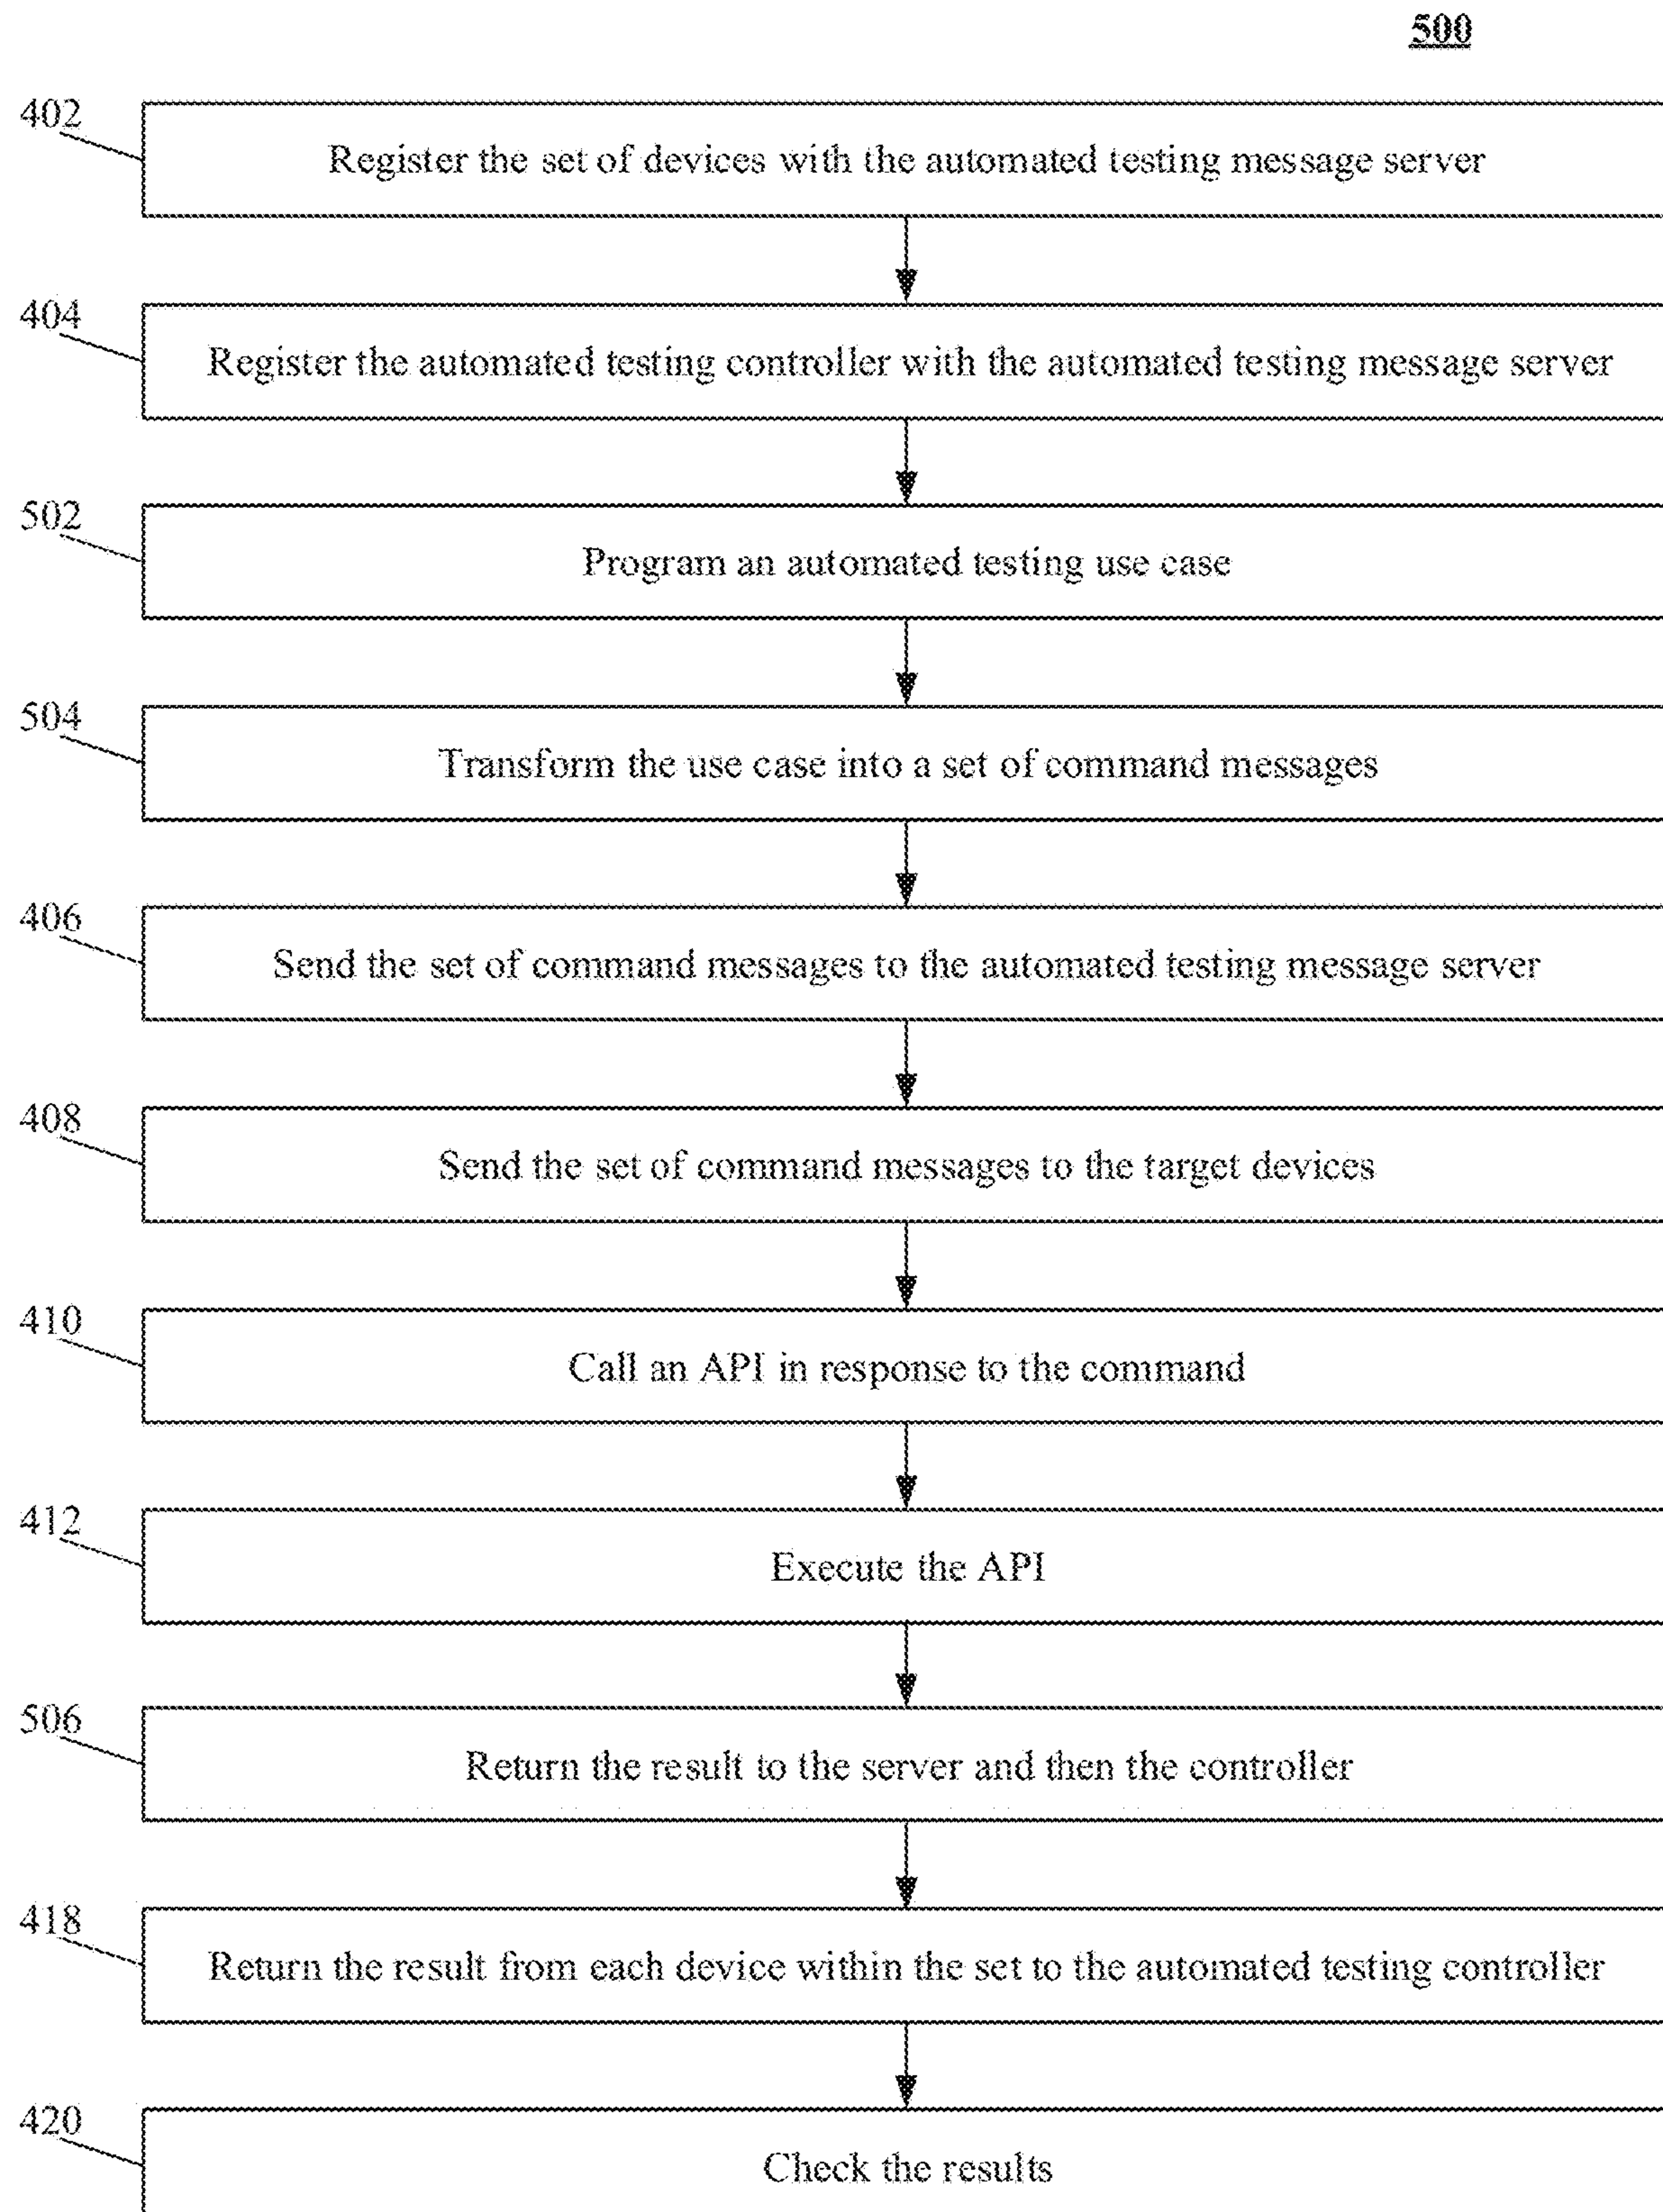 500
402
Register the set of devices with the automated testing message server
404
Register the automated testing controller with the automated testing message server
502
Program an automated testing use case
504
Transform the use case into a set of command messages
406
Send the set of command messages to the automated testing message server
408
Send the set of command messages to the target devices
410
Call an API in response to the command
412
Execute the API
506
Return the result to the server and then the controller
418
Return the result from each device within the set to the automated testing controller
420
Check the results